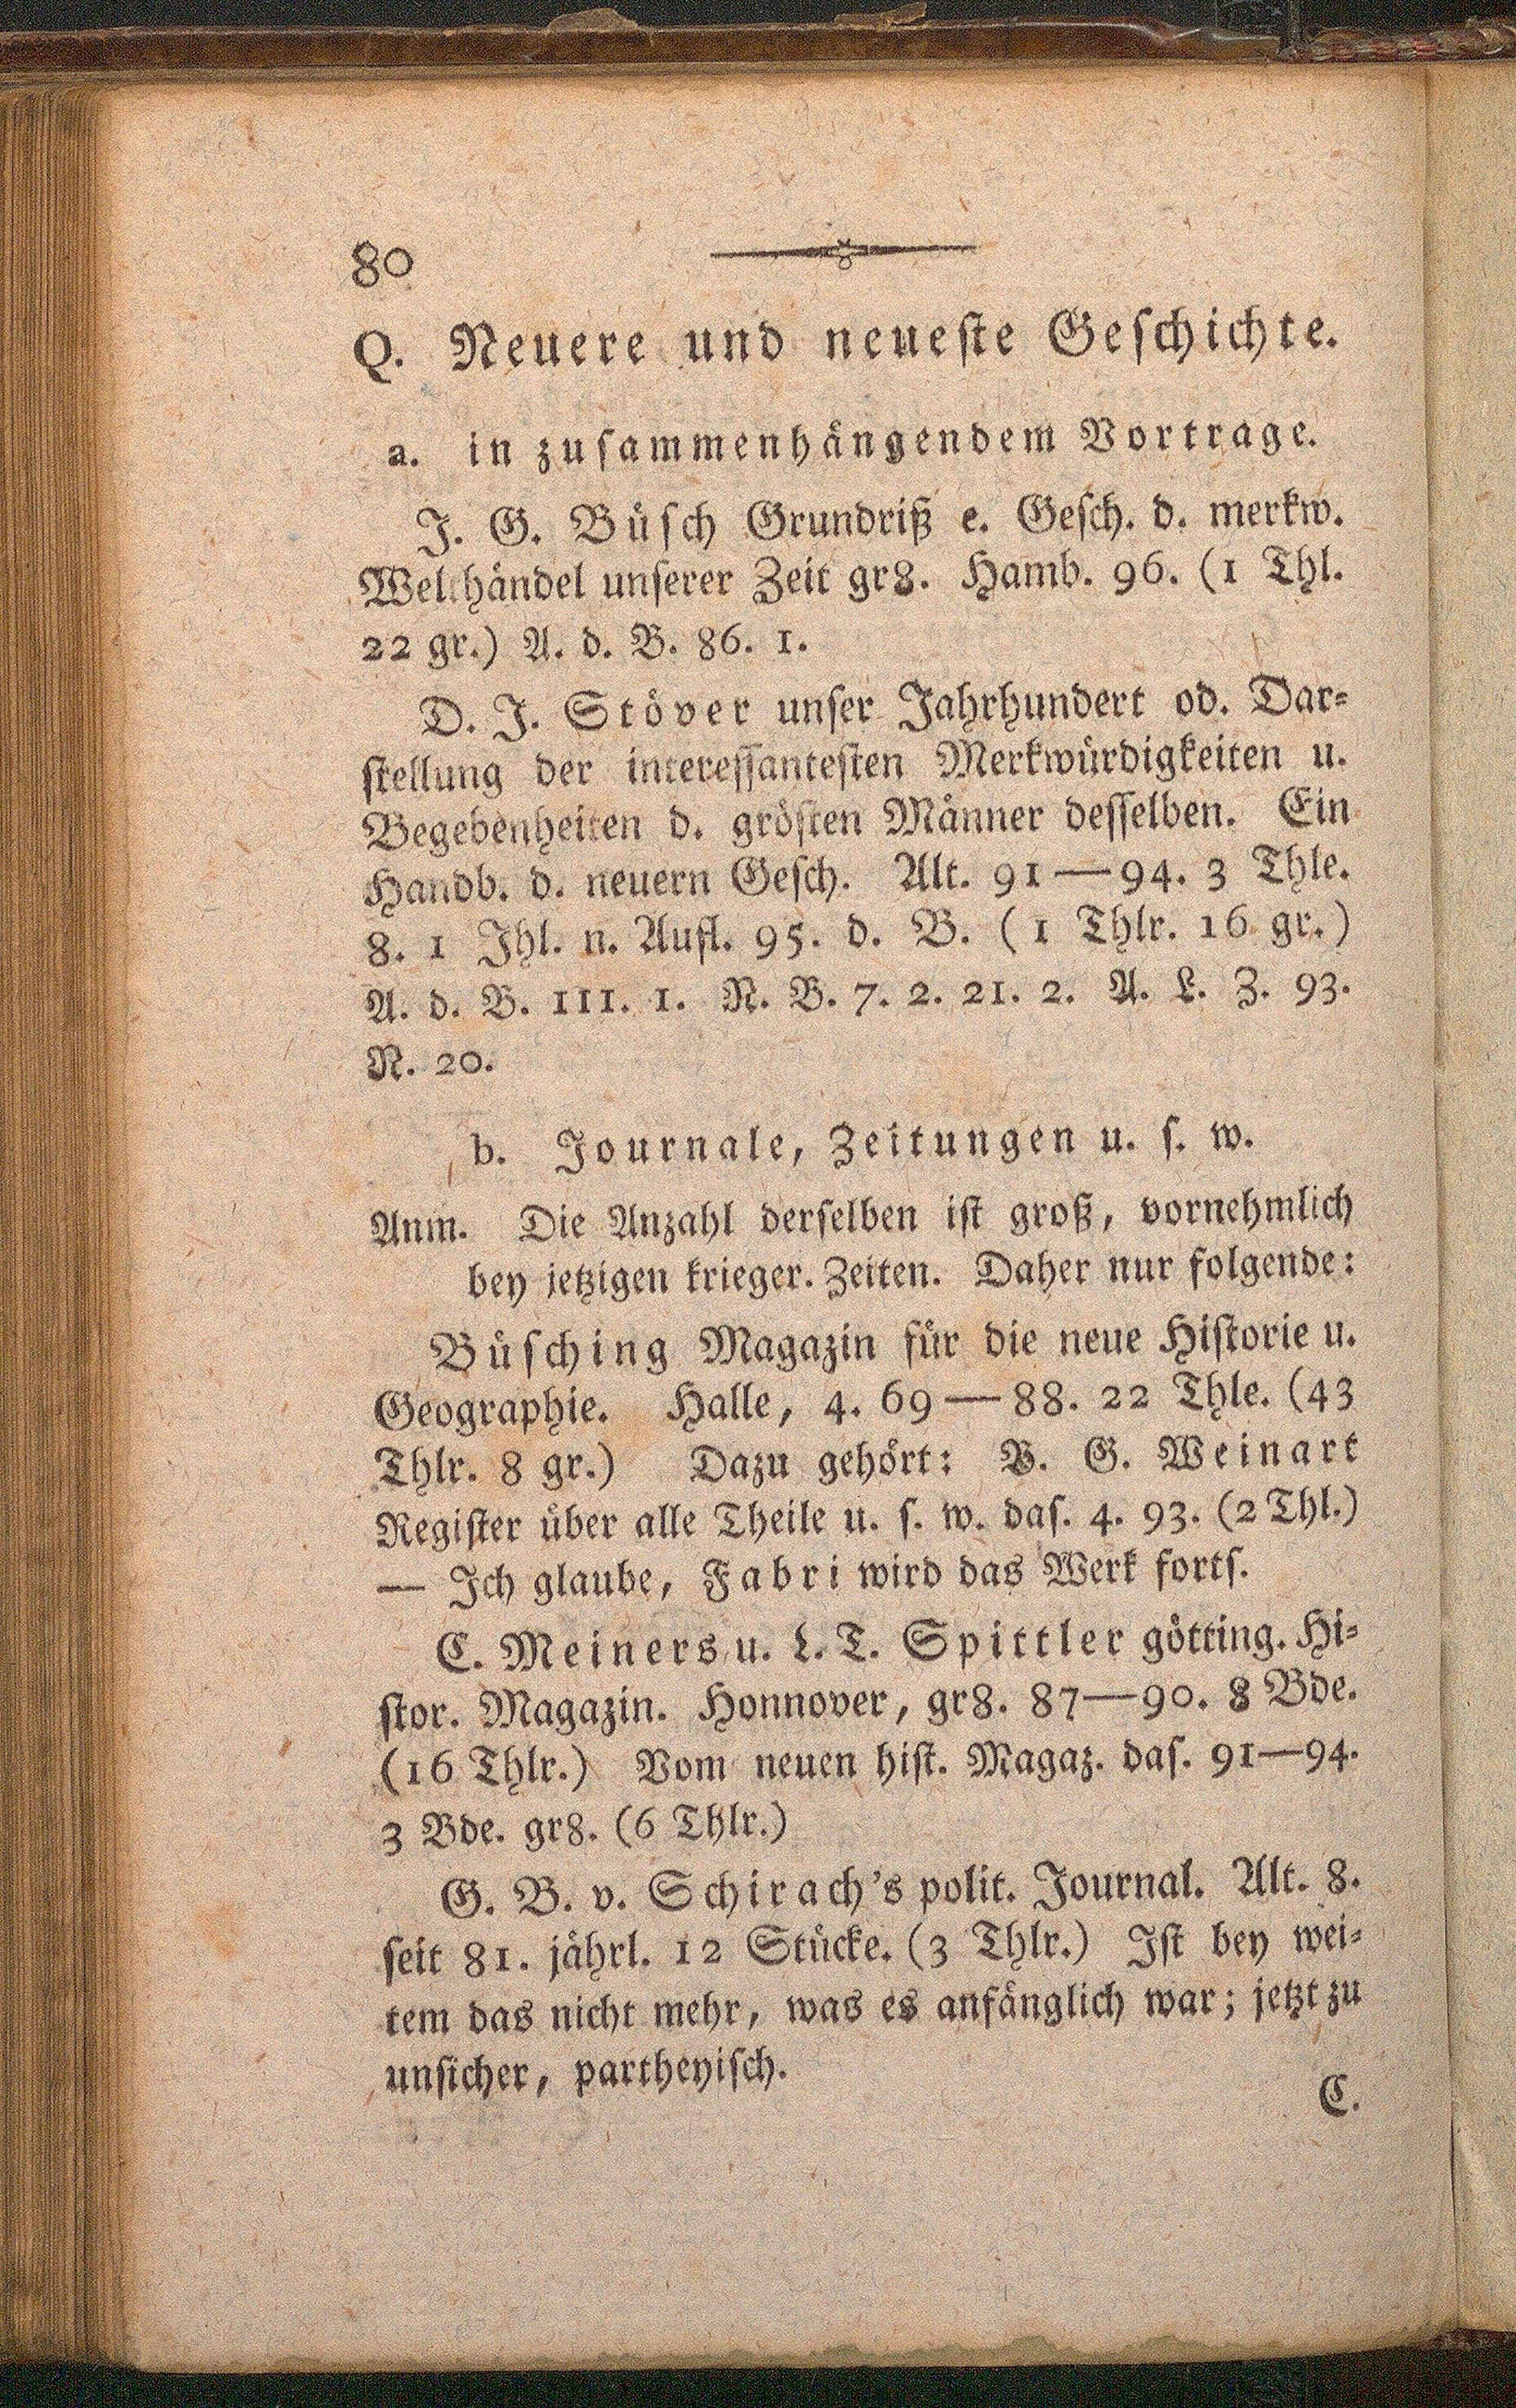 80
Q. Neuere und neueste Geschichte.
a. in zusammenhängendem Vortrage.
J. G. Büsch Grundriß e. Gesch. d. merkw.
Welthändel unserer Zeit gr8. Hamb. 96. (1 Thl.
22 gr.) A. d. B. 86. 1.
D. J. Stöver unser Jahrhundert od. Dar-
stellung der interessantesten Merkwürdigkeiten u.
Begebenheiten d. grösten Männer desselben. Ein
Handb. d. neuern Gesch. Alt. 91—94. 3 Thle.
8. 1 Jhl. n. Aufl. 95. d. B. (1 Thlr. 16 gr.)
A. d. B. 111. 1. N. B. 7. 2. 21. 2. A. L. Z. 93.
N. 20.
b. Journale, Zeitungen u. s. w.
Anm. Die Anzahl derselben ist groß, vornehmlich
bey jetzigen krieger. Zeiten. Daher nur folgende:
Büsching Magazin für die neue Historie u.
Geographie. Halle, 4. 69—88. 22 Thle. (43
Thlr. 8 gr.) Dazu gehört: B. G. Weinart
Register über alle Theile u. s. w. das. 4. 93. (2 Thl.)
— Ich glaube, Fabri wird das Werk forts.
C. Meiners u. L. T. Spittler götting. Hi-
stor. Magazin. Honnover, gr8. 87—90. 8 Bde.
(16 Thlr.) Vom neuen hist. Magaz. das. 91—94.
3 Bde. gr8. (6 Thlr.)
G. B. v. Schirach's polit. Journal. Alt. 8.
seit 81. jährl. 12 Stücke. (3 Thlr.) Ist bey wei-
tem das nicht mehr, was es anfänglich war; jetzt zu
unsicher, partheyisch.
C.